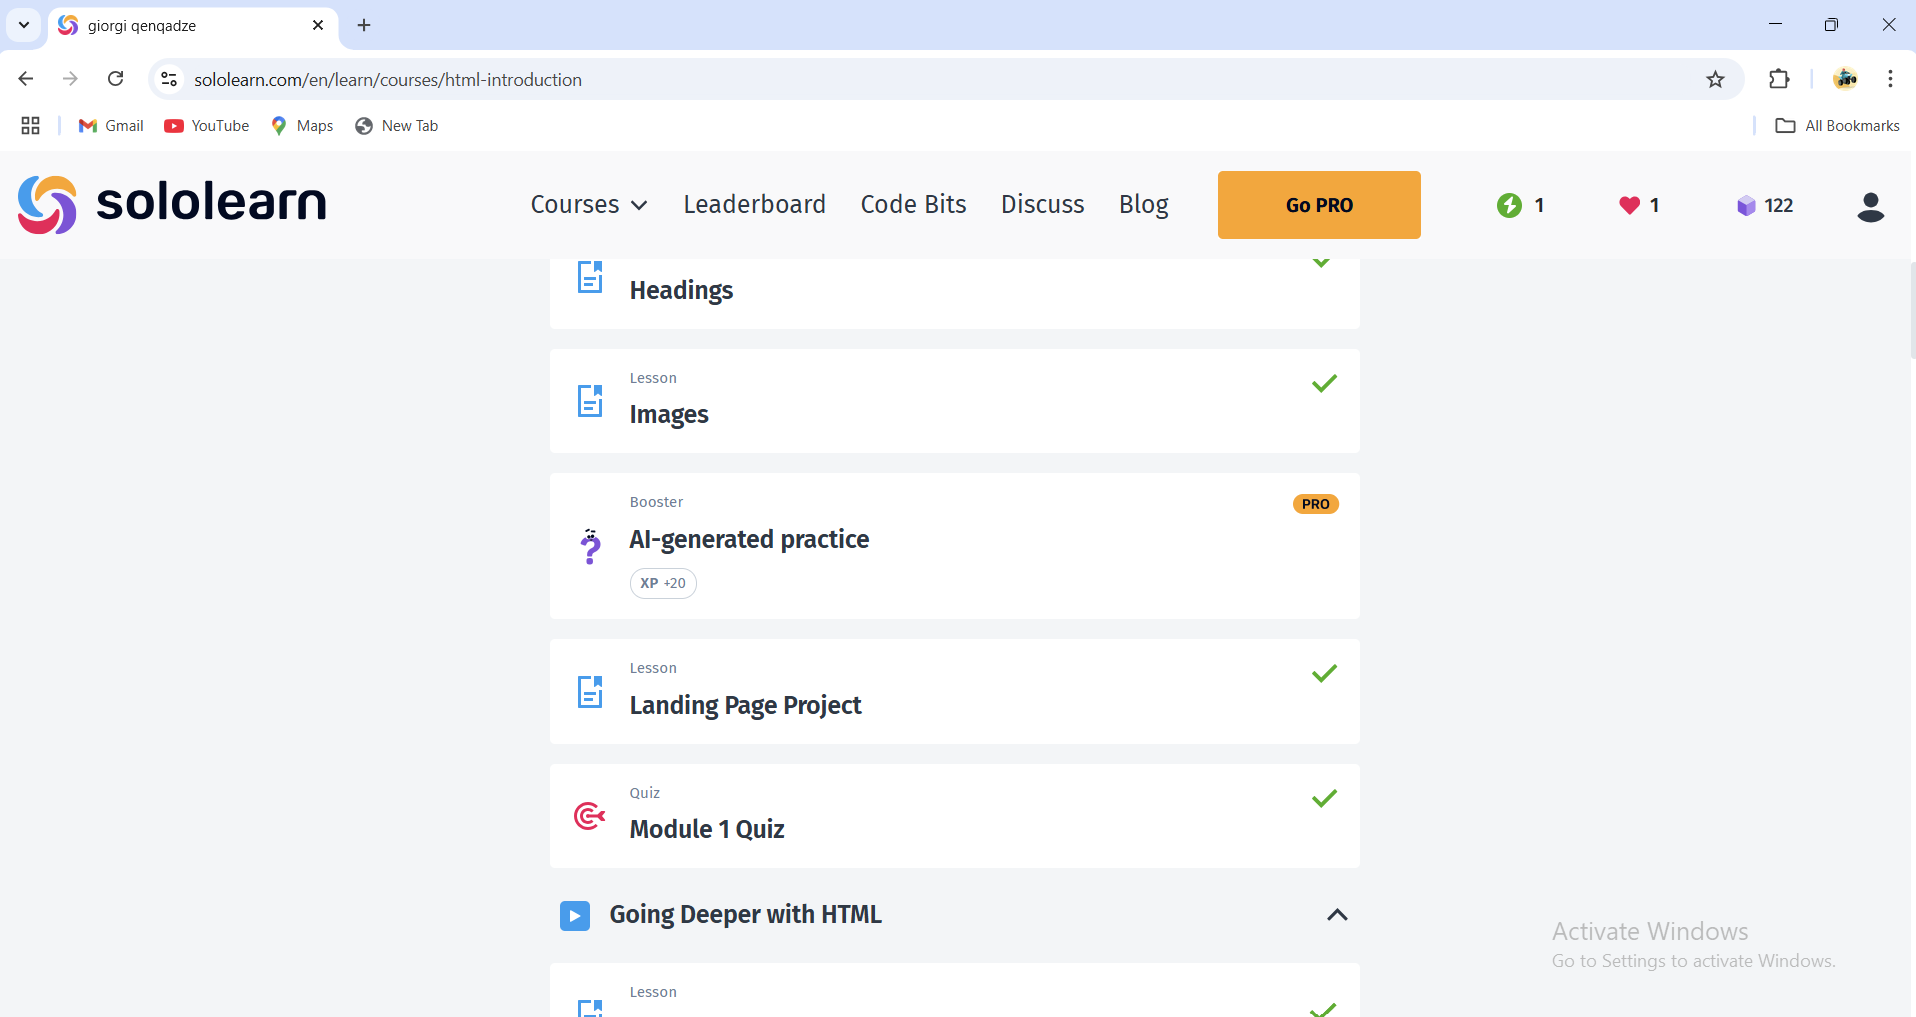 giorgi qenqadze
sololearn.com/en/learn/courses/html-introduction
Gmail
YouTube
Maps
New Tab
All Bookmarks
sololearn
Courses
Leaderboard
Code Bits
Discuss
Blog
Go PRO
1
1
122
Headings
Lesson
Images
Booster
PRO
AI-generated practice
XP +20
Lesson
Landing Page Project
Quiz
Module 1 Quiz
Going Deeper with HTML
Lesson
Activate Windows
Go to Settings to activate Windows.